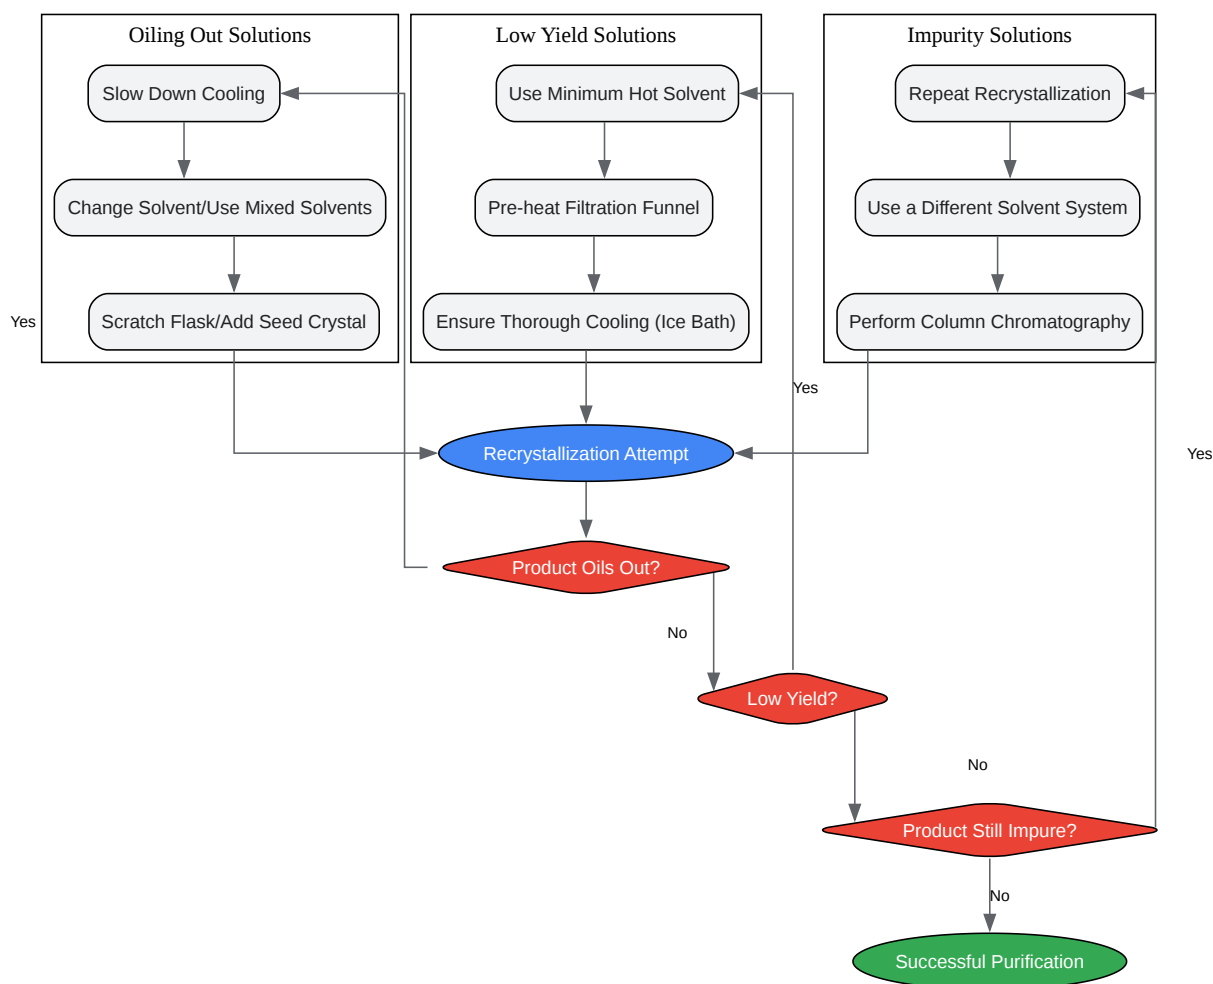 Oiling Out Solutions
Low Yield Solutions
Impurity Solutions
Slow Down Cooling
Use Minimum Hot Solvent
Repeat Recrystallization
Change Solvent/Use Mixed Solvents
Pre-heat Filtration Funnel
Use a Different Solvent System
Yes
Scratch Flask/Add Seed Crystal
Ensure Thorough Cooling (Ice Bath)
Perform Column Chromatography
Yes
Recrystallization Attempt
Yes
Product Oils Out?
No
Low Yield?
No
Product Still Impure?
No
Successful Purification